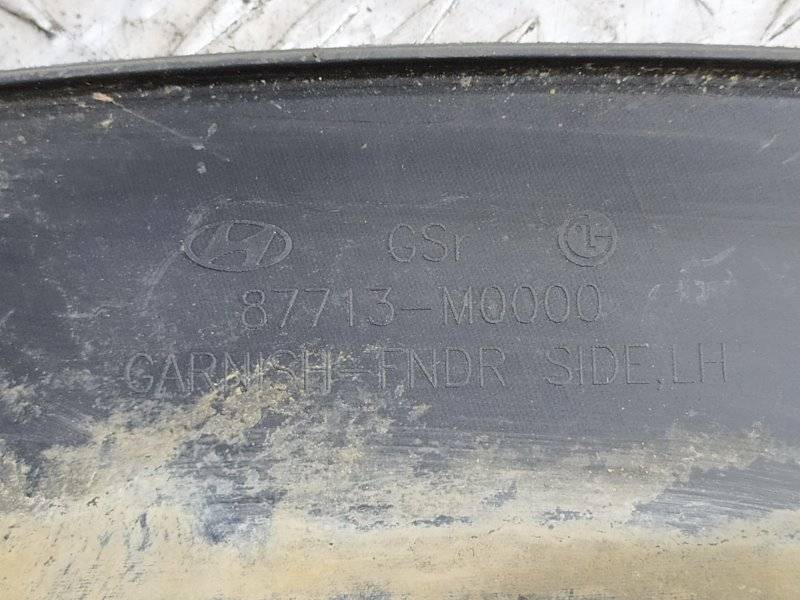 GSr
87713-M0000
GARNISH-FNDR SIDE,LH